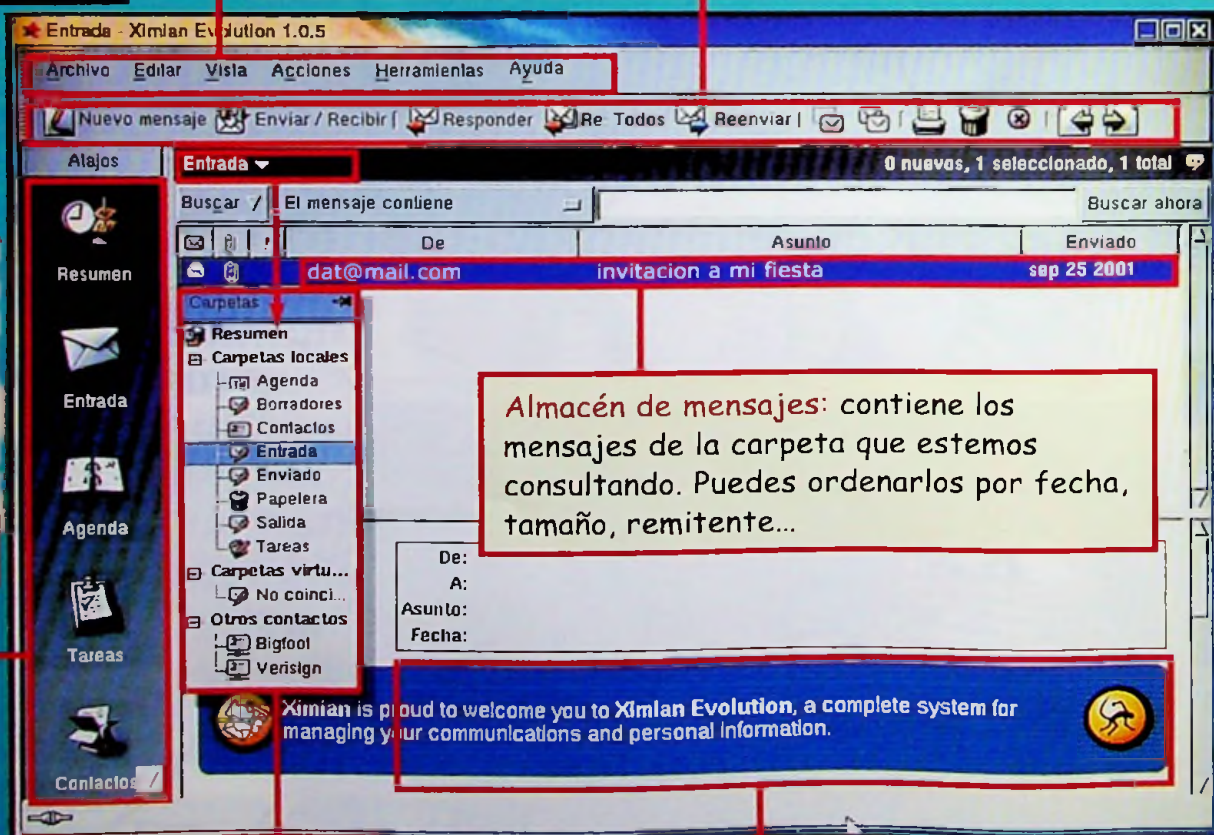 Entrada - Ximian Evolution 1.0.5
Archivo Editar Vista Acciones Herramientas Ayuda
Nuevo mensaje Enviar / Recibir Responder Re Todos Reenviar
Atajos
Entrada
0 nuevos, 1 seleccionado, 1 total
Buscar El mensaje contiene Buscar ahora
De Asunto Enviado
dat@mail.com invitacion a mi fiesta sep 25 2001
Resumen
Entrada
Agenda
Tareas
Contactos
Carpetas
Resumen
Carpetas locales
Agenda
Borradores
Contactos
Entrada
Enviado
Papelera
Salida
Tareas
Carpetas virtu...
No coinci...
Otros contactos
Bigfoot
Verisign
Almacén de mensajes: contiene los
mensajes de la carpeta que estemos
consultando. Puedes ordenarlos por fecha,
tamaño, remitente...
De:
A:
Asunto:
Fecha:
Ximian is proud to welcome you to Ximian Evolution, a complete system for
managing your communications and personal information.